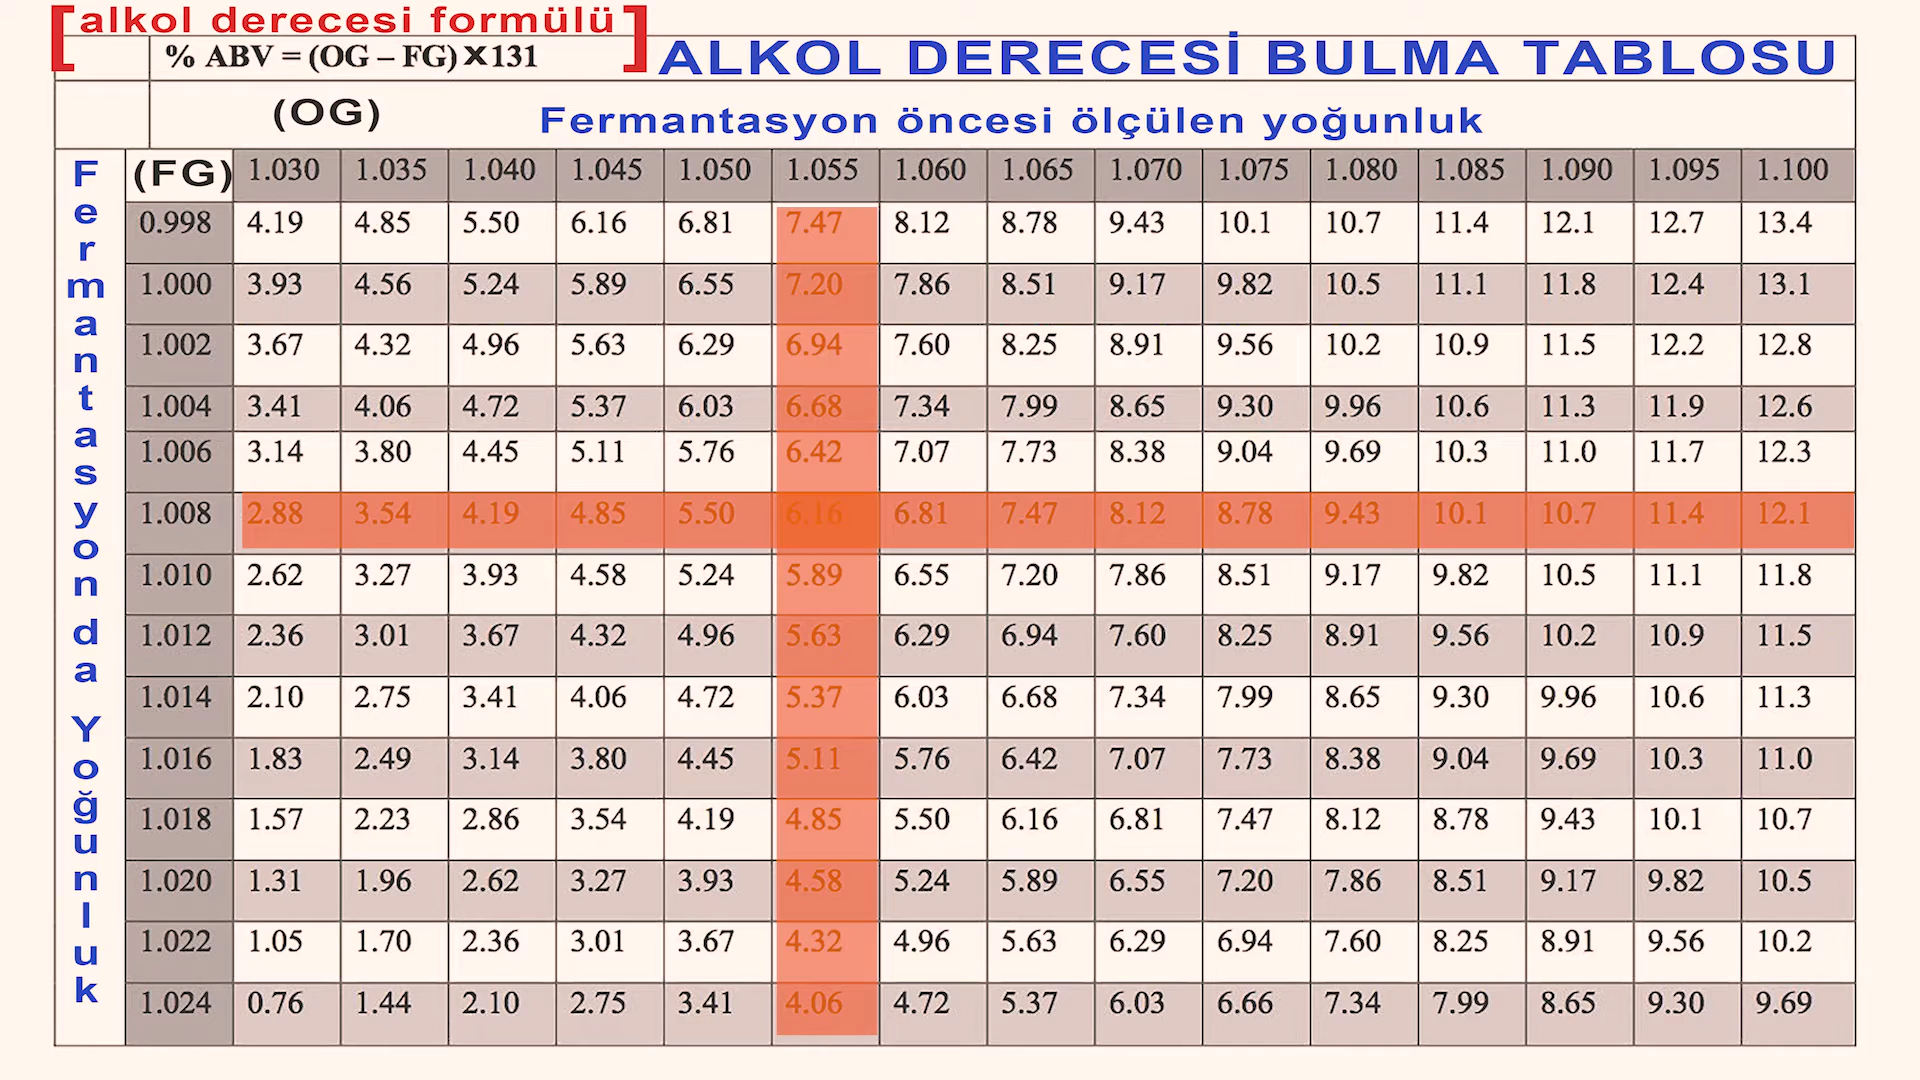 [alkol derecesi formülü]
% ABV = (OG – FG) X 131
ALKOL DERECESİ BULMA TABLOSU
(OG) Fermantasyon öncesi ölçülen yoğunluk
Fermantasyon da Yoğunluk
(FG) 1.030 1.035 1.040 1.045 1.050 1.055 1.060 1.065 1.070 1.075 1.080 1.085 1.090 1.095 1.100
0.998 4.19 4.85 5.50 6.16 6.81 7.47 8.12 8.78 9.43 10.1 10.7 11.4 12.1 12.7 13.4
1.000 3.93 4.56 5.24 5.89 6.55 7.20 7.86 8.51 9.17 9.82 10.5 11.1 11.8 12.4 13.1
1.002 3.67 4.32 4.96 5.63 6.29 6.94 7.60 8.25 8.91 9.56 10.2 10.9 11.5 12.2 12.8
1.004 3.41 4.06 4.72 5.37 6.03 6.68 7.34 7.99 8.65 9.30 9.96 10.6 11.3 11.9 12.6
1.006 3.14 3.80 4.45 5.11 5.76 6.42 7.07 7.73 8.38 9.04 9.69 10.3 11.0 11.7 12.3
1.008 2.88 3.54 4.19 4.85 5.50 6.16 6.81 7.47 8.12 8.78 9.43 10.1 10.7 11.4 12.1
1.010 2.62 3.27 3.93 4.58 5.24 5.89 6.55 7.20 7.86 8.51 9.17 9.82 10.5 11.1 11.8
1.012 2.36 3.01 3.67 4.32 4.96 5.63 6.29 6.94 7.60 8.25 8.91 9.56 10.2 10.9 11.5
1.014 2.10 2.75 3.41 4.06 4.72 5.37 6.03 6.68 7.34 7.99 8.65 9.30 9.96 10.6 11.3
1.016 1.83 2.49 3.14 3.80 4.45 5.11 5.76 6.42 7.07 7.73 8.38 9.04 9.69 10.3 11.0
1.018 1.57 2.23 2.86 3.54 4.19 4.85 5.50 6.16 6.81 7.47 8.12 8.78 9.43 10.1 10.7
1.020 1.31 1.96 2.62 3.27 3.93 4.58 5.24 5.89 6.55 7.20 7.86 8.51 9.17 9.82 10.5
1.022 1.05 1.70 2.36 3.01 3.67 4.32 4.96 5.63 6.29 6.94 7.60 8.25 8.91 9.56 10.2
1.024 0.76 1.44 2.10 2.75 3.41 4.06 4.72 5.37 6.03 6.66 7.34 7.99 8.65 9.30 9.69